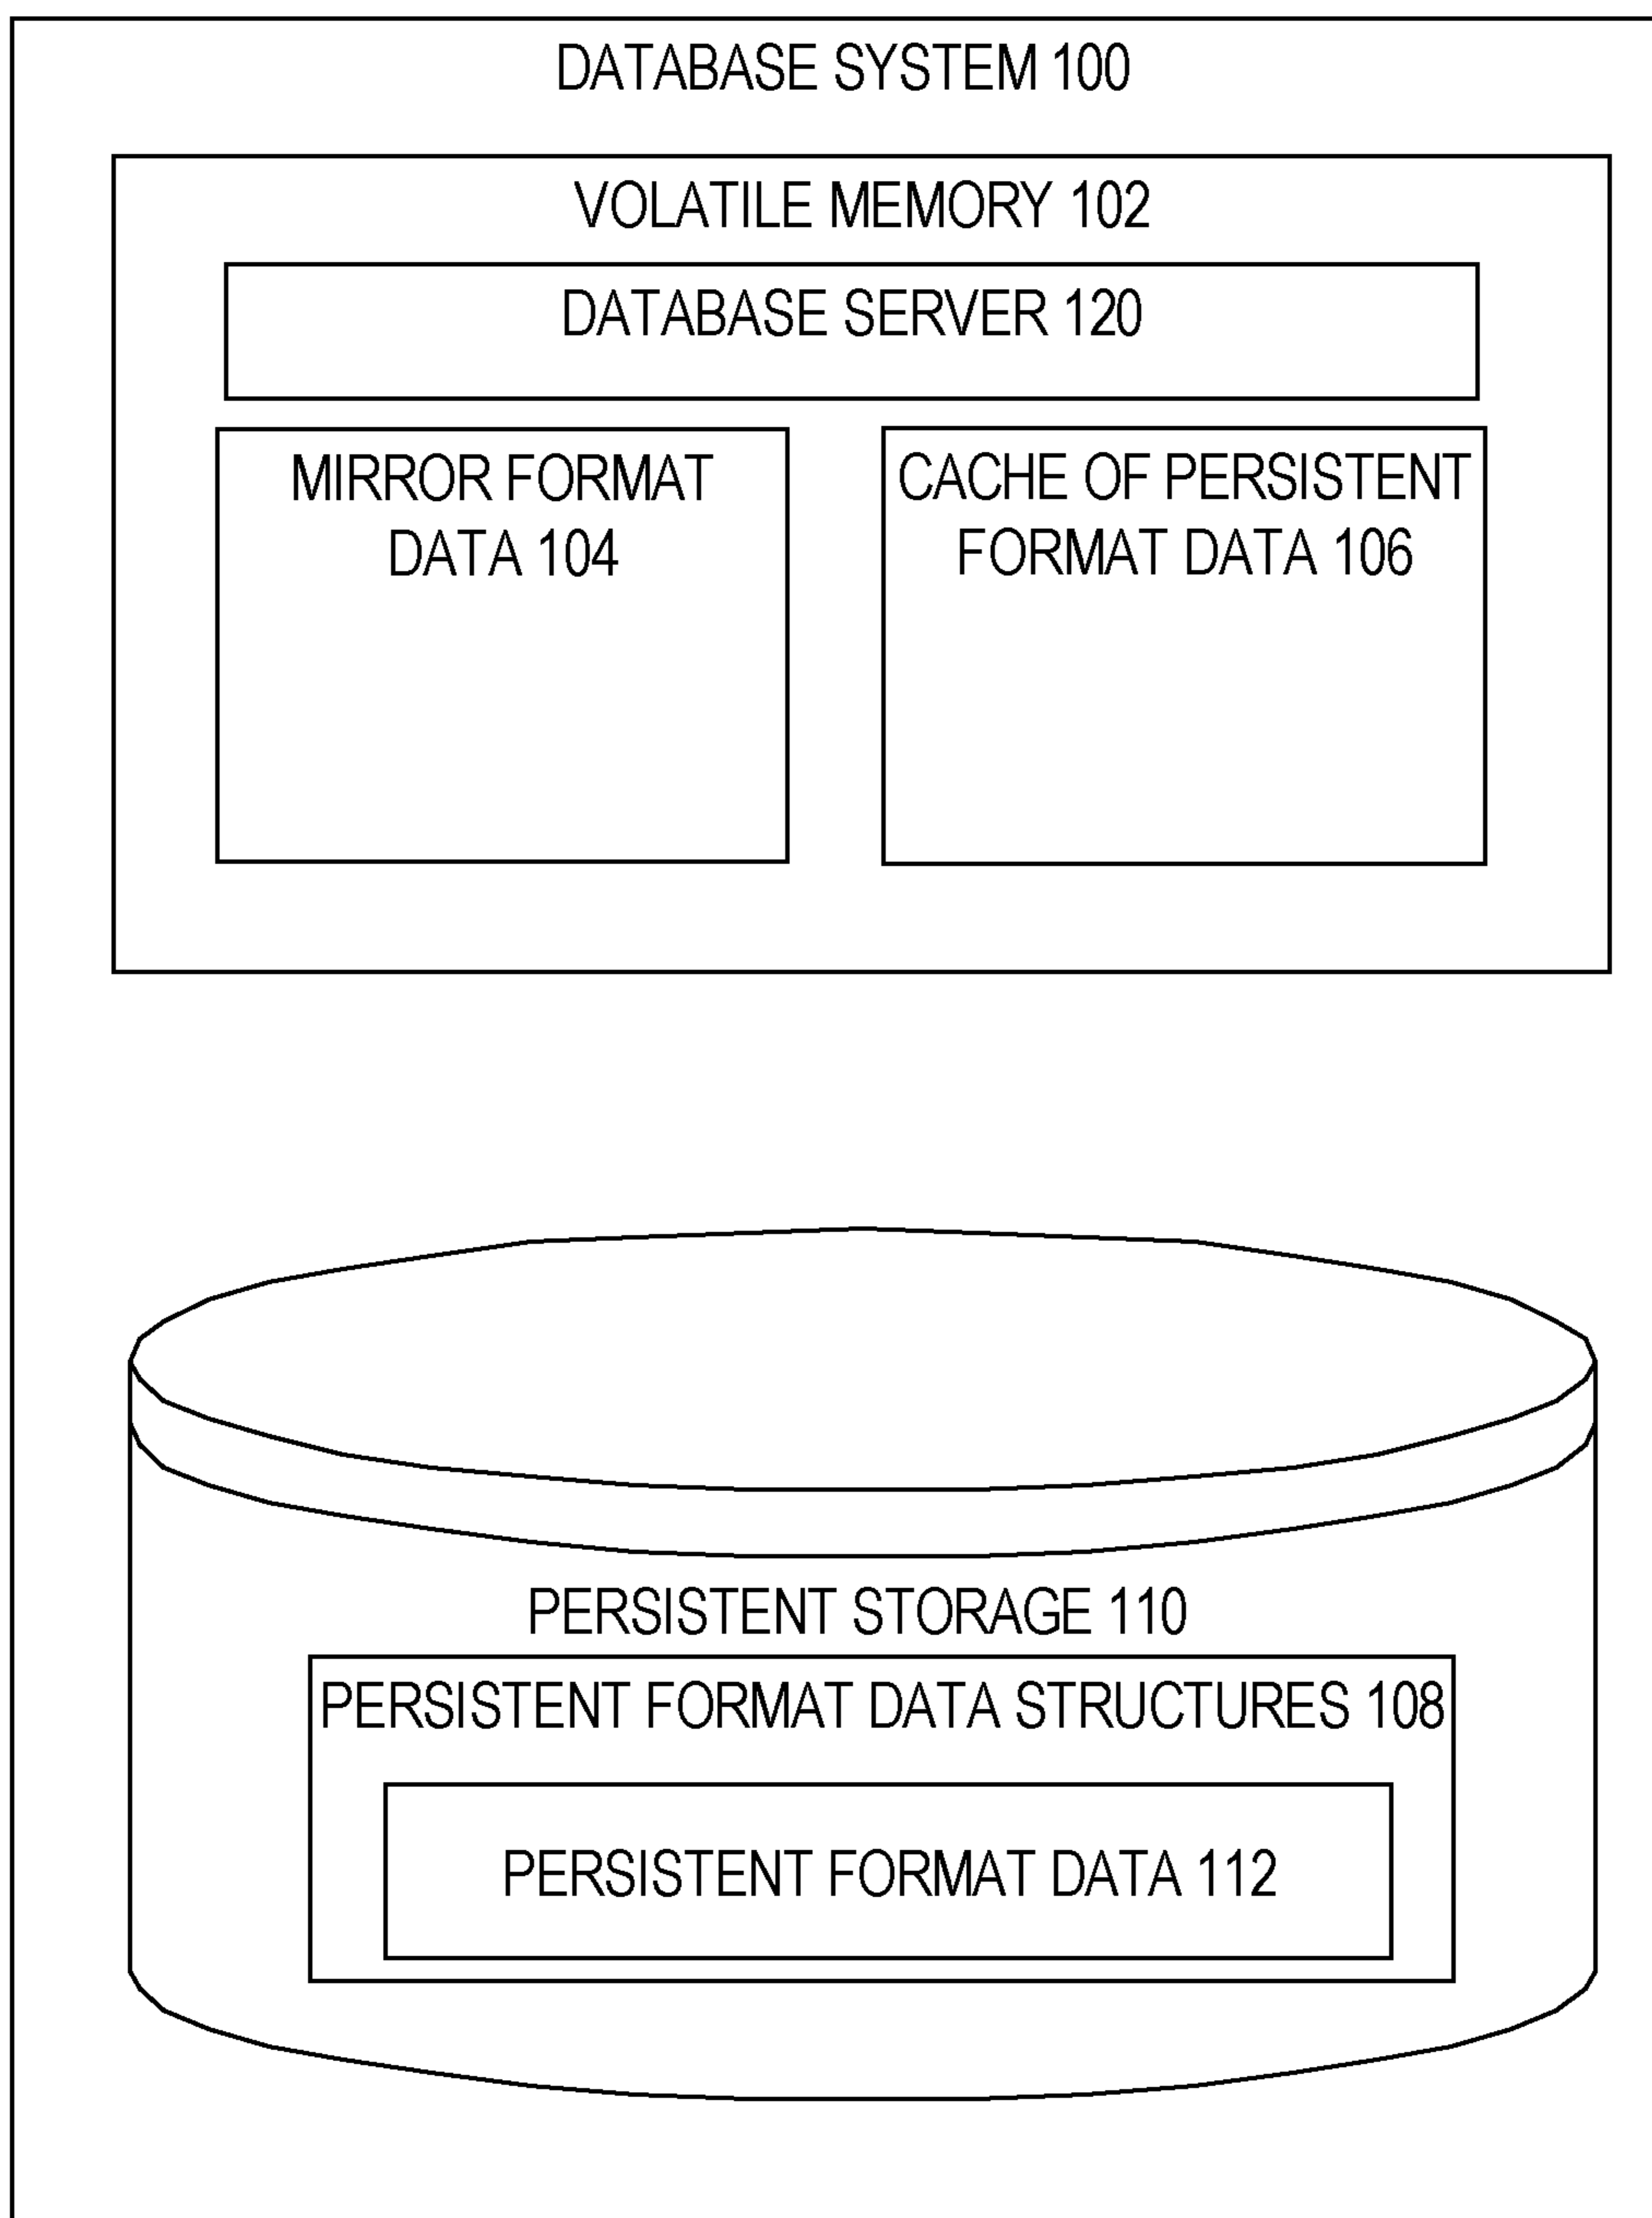 DATABASE SYSTEM 100
VOLATILE MEMORY 102
DATABASE SERVER 120
MIRROR FORMAT
DATA 104
CACHE OF PERSISTENT
FORMAT DATA 106
PERSISTENT STORAGE 110
PERSISTENT FORMAT DATA STRUCTURES 108
PERSISTENT FORMAT DATA 112